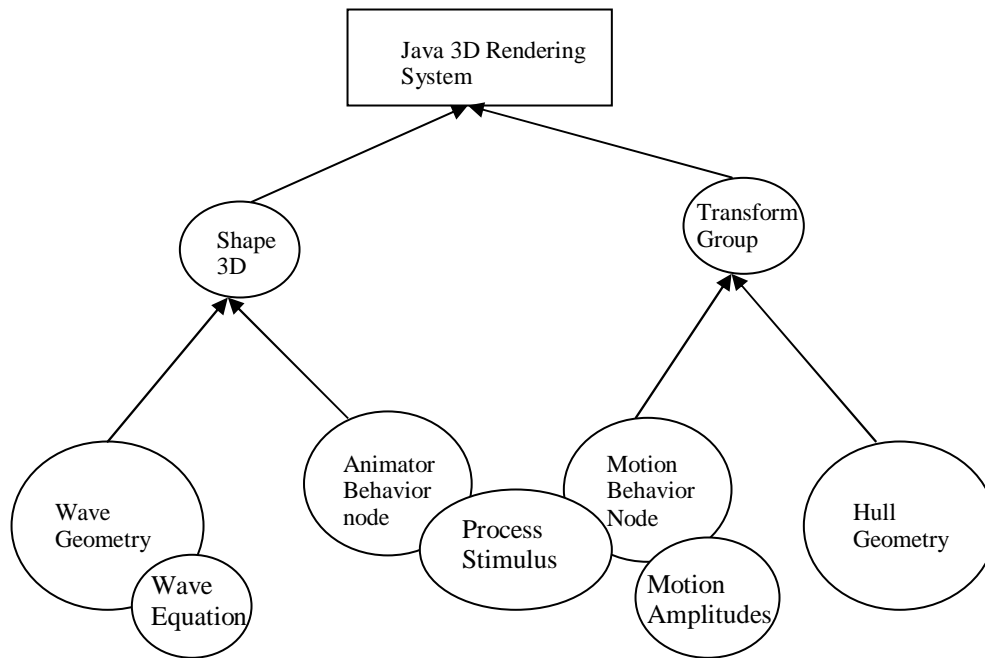 Java 3D Rendering
System
Shape
3D
Transform
Group
Wave
Geometry
Wave
Equation
Animator
Behavior
node
Process
Stimulus
Motion
Behavior
Node
Motion
Amplitudes
Hull
Geometry